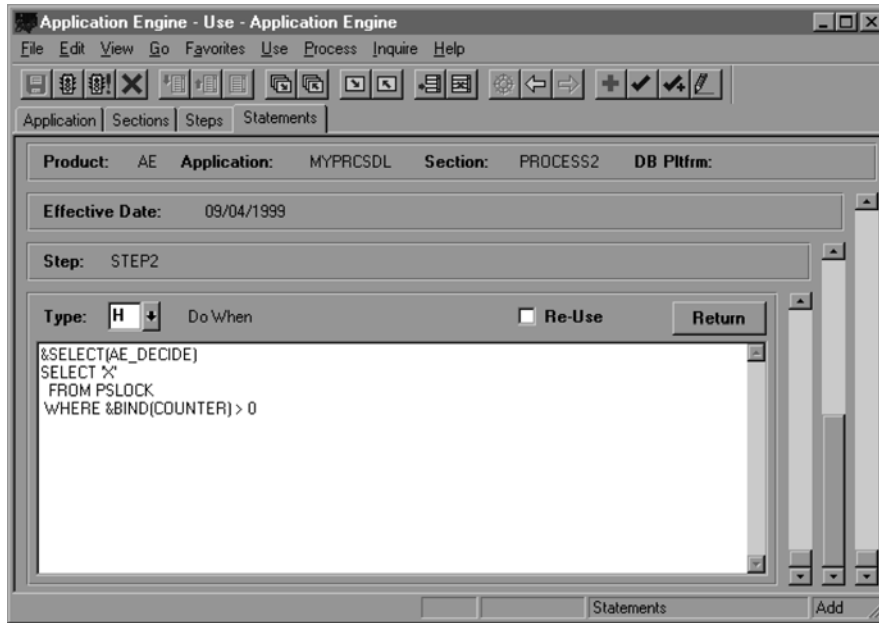 Application Engine - Use - Application Engine
File Edit View Go Favorites Use Process Inquire Help
Application Sections Steps Statements
Product: AE Application: MYPRCSDL Section: PROCESS2 DB Pltfrm:
Effective Date: 09/04/1999
Step: STEP2
Type: H Do When Re-Use Return
&SELECT(AE_DECIDE)
SELECT 'X'
FROM PSLOCK
WHERE &BIND(COUNTER) > 0
Statements Add